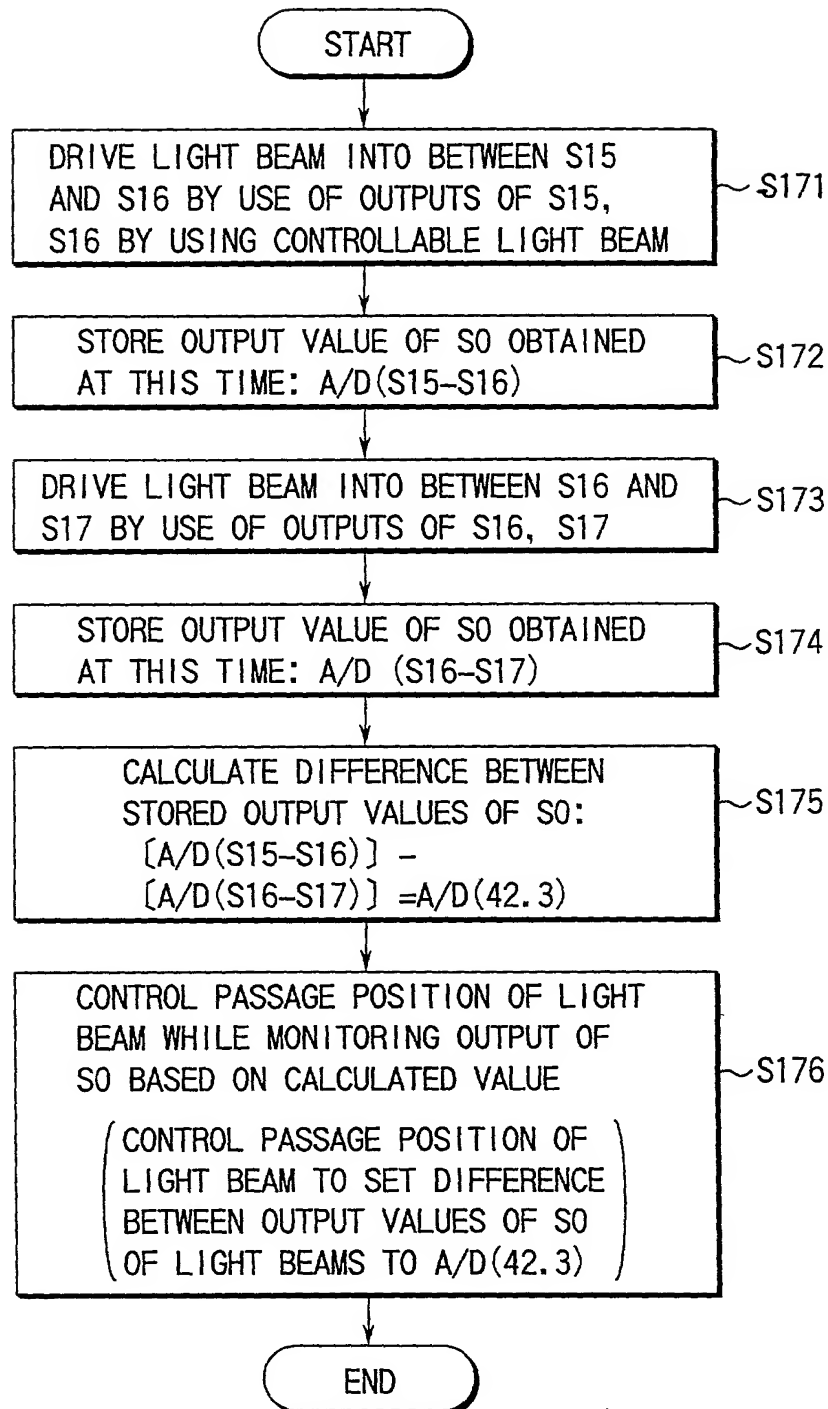 START
DRIVE LIGHT BEAM INTO BETWEEN S15
AND S16 BY USE OF OUTPUTS OF S15,
S16 BY USING CONTROLLABLE LIGHT BEAM
S171
STORE OUTPUT VALUE OF SO OBTAINED
AT THIS TIME: A/D(S15-S16)
S172
DRIVE LIGHT BEAM INTO BETWEEN S16 AND
S17 BY USE OF OUTPUTS OF S16, S17
S173
STORE OUTPUT VALUE OF SO OBTAINED
AT THIS TIME: A/D (S16-S17)
S174
CALCULATE DIFFERENCE BETWEEN
STORED OUTPUT VALUES OF SO:
[A/D(S15-S16)] -
[A/D(S16-S17)] =A/D(42.3)
S175
CONTROL PASSAGE POSITION OF LIGHT
BEAM WHILE MONITORING OUTPUT OF
SO BASED ON CALCULATED VALUE
(CONTROL PASSAGE POSITION OF
LIGHT BEAM TO SET DIFFERENCE
BETWEEN OUTPUT VALUES OF SO
OF LIGHT BEAMS TO A/D(42.3))
S176
END